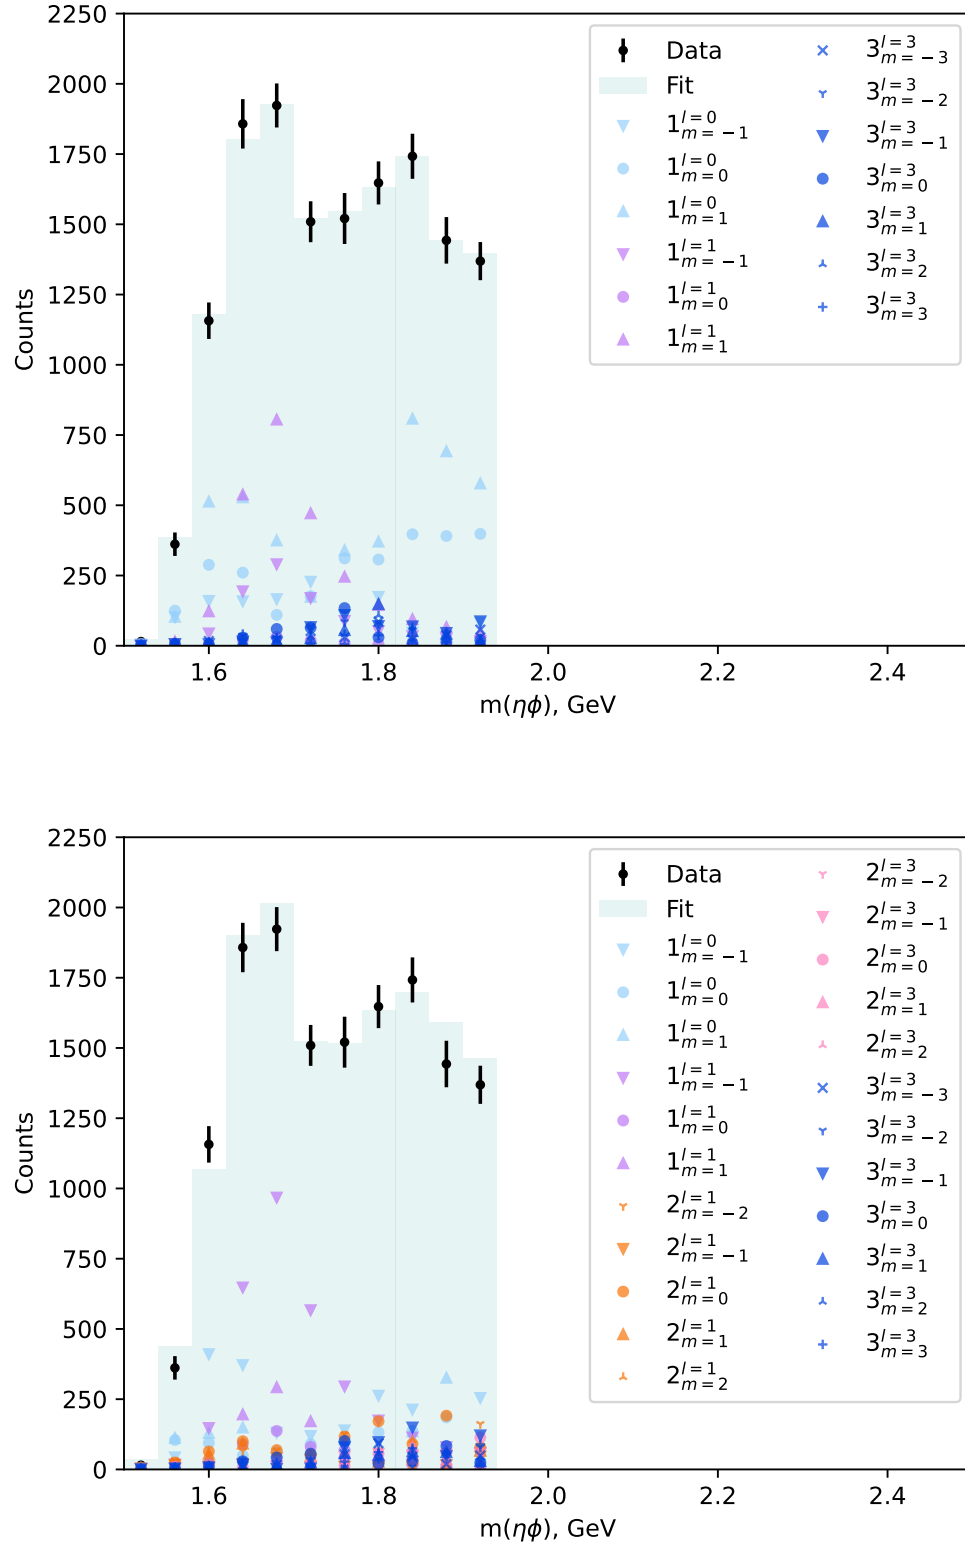 2250
2000
1750
1500
1250
1000
750
500
250
0
Counts
1.6 1.8 2.0 2.2 2.4
m(ηϕ), GeV
Data
Fit
1^{l=0}_{m=−1}
1^{l=0}_{m=0}
1^{l=0}_{m=1}
1^{l=1}_{m=−1}
1^{l=1}_{m=0}
1^{l=1}_{m=1}
3^{l=3}_{m=−3}
3^{l=3}_{m=−2}
3^{l=3}_{m=−1}
3^{l=3}_{m=0}
3^{l=3}_{m=1}
3^{l=3}_{m=2}
3^{l=3}_{m=3}
2250
2000
1750
1500
1250
1000
750
500
250
0
Counts
1.6 1.8 2.0 2.2 2.4
m(ηϕ), GeV
Data
Fit
1^{l=0}_{m=−1}
1^{l=0}_{m=0}
1^{l=0}_{m=1}
1^{l=1}_{m=−1}
1^{l=1}_{m=0}
1^{l=1}_{m=1}
2^{l=1}_{m=−2}
2^{l=1}_{m=−1}
2^{l=1}_{m=0}
2^{l=1}_{m=1}
2^{l=1}_{m=2}
2^{l=3}_{m=−2}
2^{l=3}_{m=−1}
2^{l=3}_{m=0}
2^{l=3}_{m=1}
2^{l=3}_{m=2}
3^{l=3}_{m=−3}
3^{l=3}_{m=−2}
3^{l=3}_{m=−1}
3^{l=3}_{m=0}
3^{l=3}_{m=1}
3^{l=3}_{m=2}
3^{l=3}_{m=3}